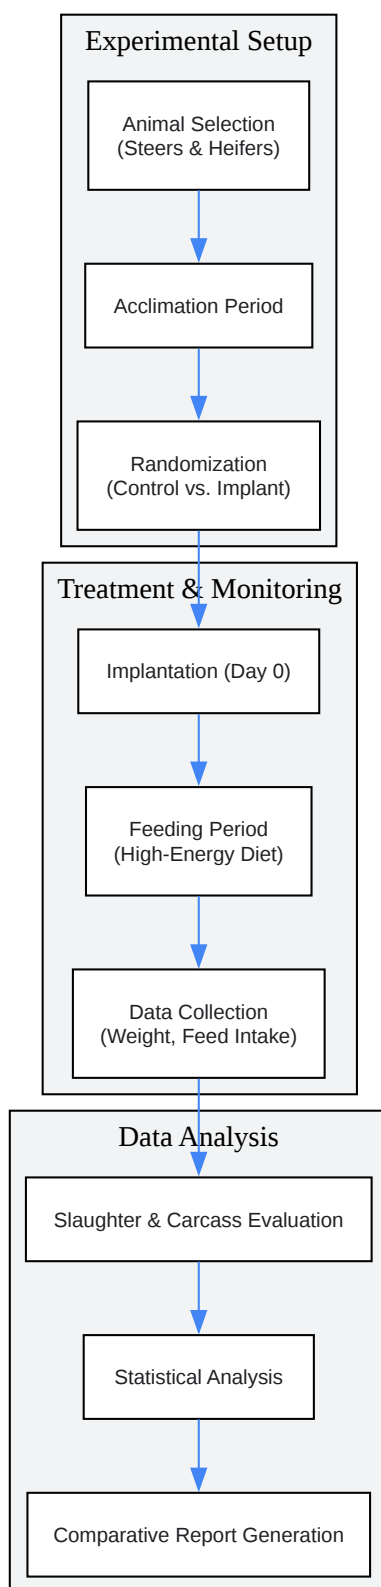 Experimental Setup
Animal Selection
(Steers & Heifers)
Acclimation Period
Randomization
(Control vs. Implant)
Treatment & Monitoring
Implantation (Day 0)
Feeding Period
(High-Energy Diet)
Data Collection
(Weight, Feed Intake)
Data Analysis
Slaughter & Carcass Evaluation
Statistical Analysis
Comparative Report Generation